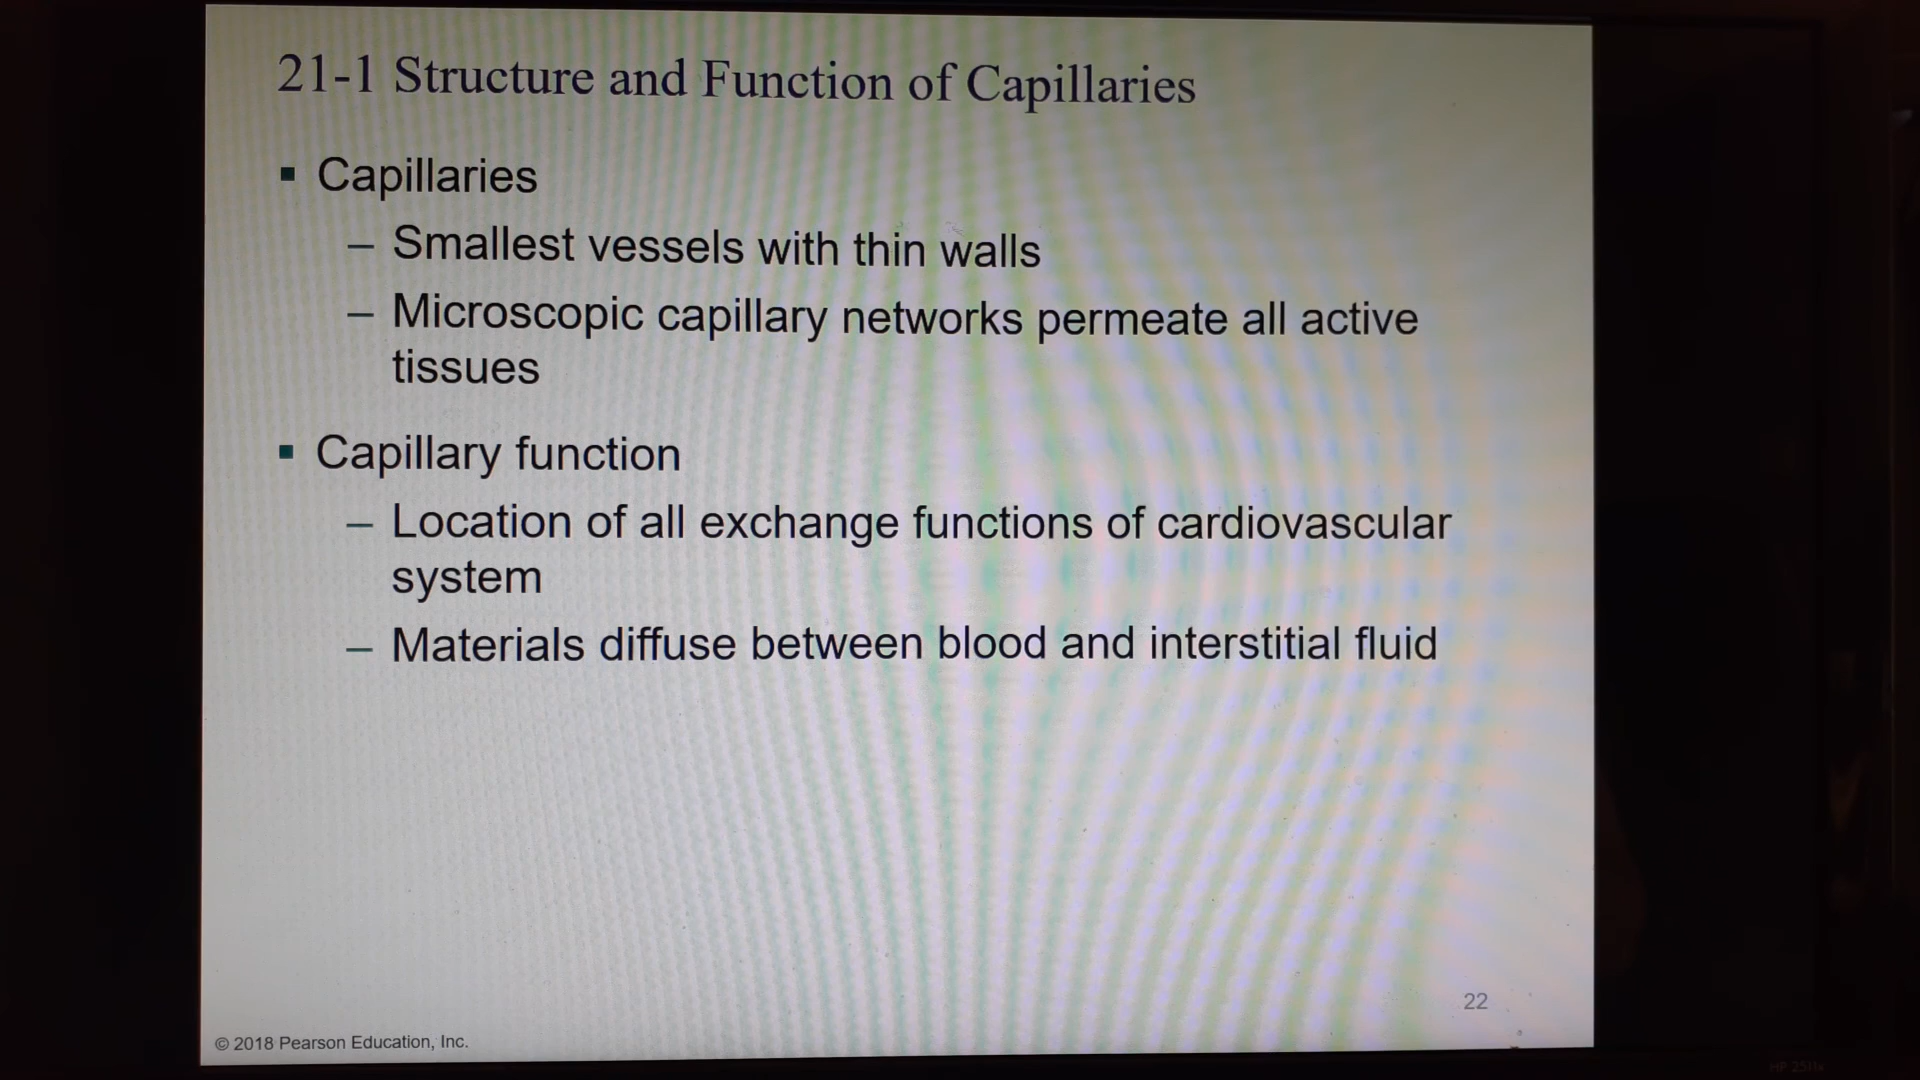 21-1 Structure and Function of Capillaries
▪ Capillaries
– Smallest vessels with thin walls
– Microscopic capillary networks permeate all active
tissues
▪ Capillary function
– Location of all exchange functions of cardiovascular
system
– Materials diffuse between blood and interstitial fluid
22
© 2018 Pearson Education, Inc.